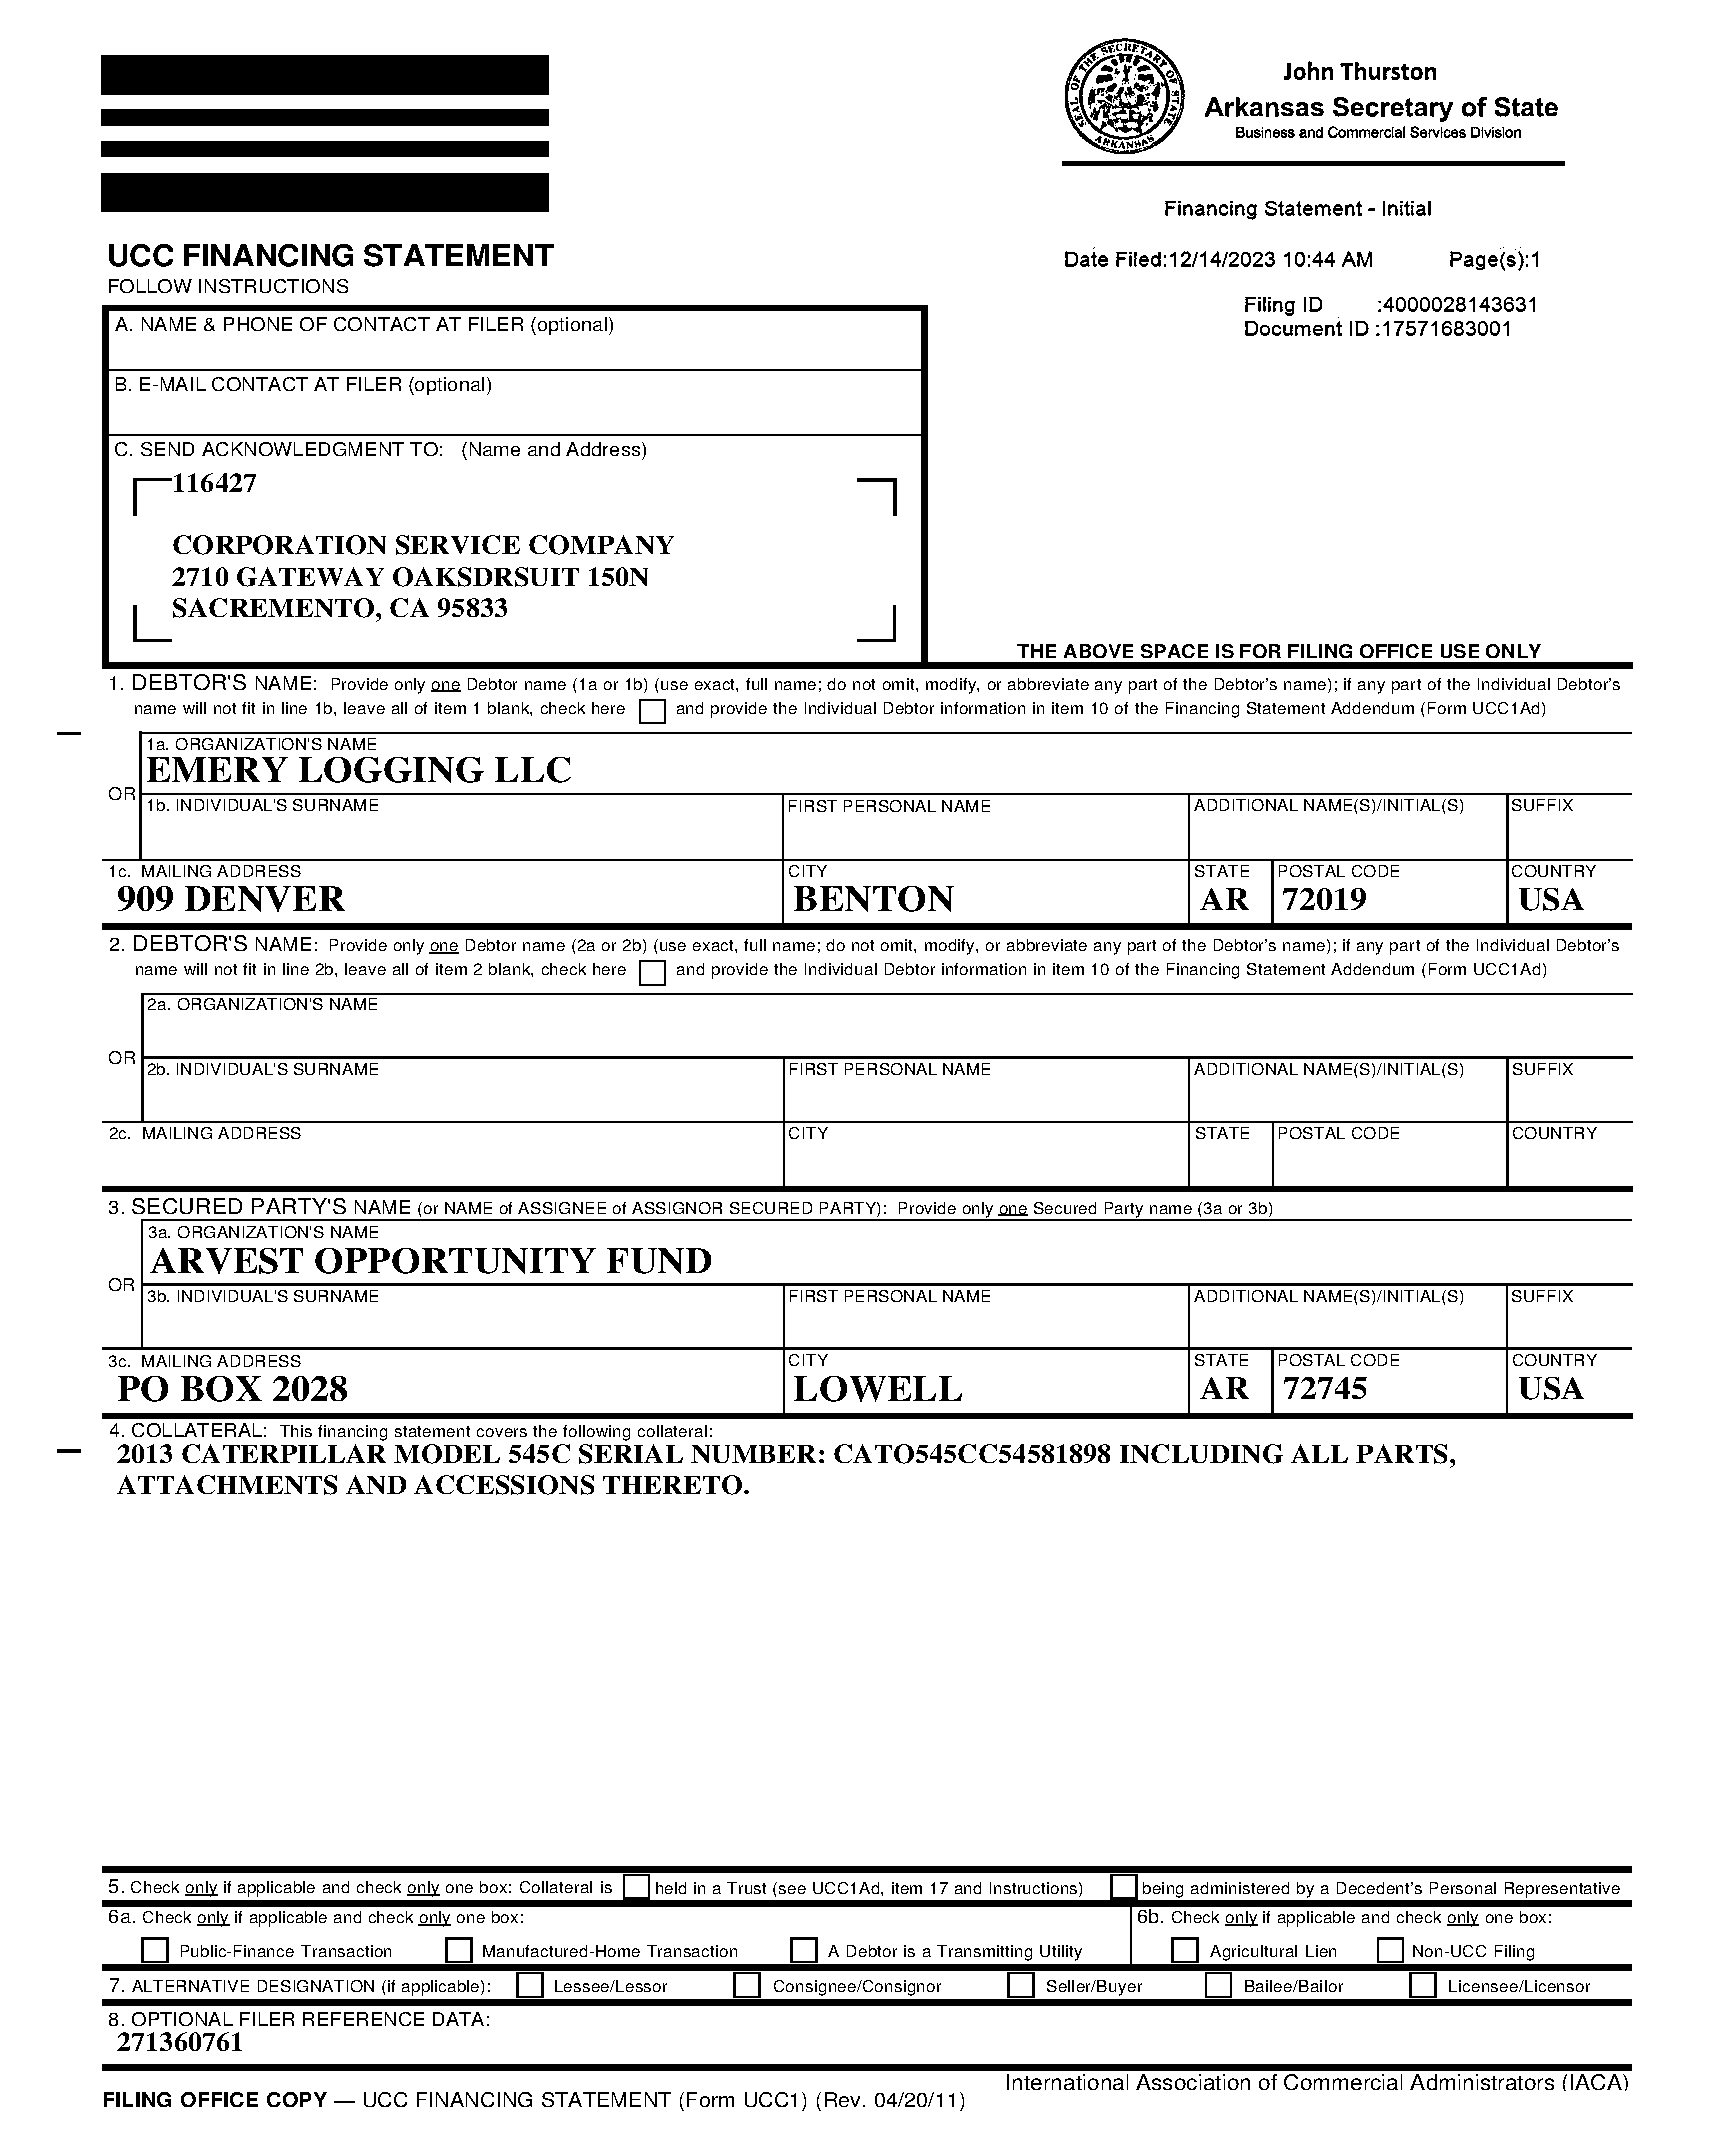 SEAL OF THE SECRETARY OF STATE
ARKANSAS
John Thurston
Arkansas Secretary of State
Business and Commercial Services Division
Financing Statement - Initial
UCC FINANCING STATEMENT
FOLLOW INSTRUCTIONS
Date Filed:12/14/2023 10:44 AM Page(s):1
Filing ID :4000028143631
Document ID :17571683001
A. NAME & PHONE OF CONTACT AT FILER (optional)
B. E-MAIL CONTACT AT FILER (optional)
C. SEND ACKNOWLEDGMENT TO: (Name and Address)
116427
CORPORATION SERVICE COMPANY
2710 GATEWAY OAKSDRSUIT 150N
SACREMENTO, CA 95833
THE ABOVE SPACE IS FOR FILING OFFICE USE ONLY
1. DEBTOR'S NAME: Provide only one Debtor name (1a or 1b) (use exact, full name; do not omit, modify, or abbreviate any part of the Debtor's name); if any part of the Individual Debtor's
name will not fit in line 1b, leave all of item 1 blank, check here and provide the Individual Debtor information in item 10 of the Financing Statement Addendum (Form UCC1Ad)
1a. ORGANIZATION'S NAME
EMERY LOGGING LLC
OR
1b. INDIVIDUAL'S SURNAME FIRST PERSONAL NAME ADDITIONAL NAME(S)/INITIAL(S) SUFFIX
1c. MAILING ADDRESS CITY STATE POSTAL CODE COUNTRY
909 DENVER BENTON AR 72019 USA
2. DEBTOR'S NAME: Provide only one Debtor name (2a or 2b) (use exact, full name; do not omit, modify, or abbreviate any part of the Debtor's name); if any part of the Individual Debtor's
name will not fit in line 2b, leave all of item 2 blank, check here and provide the Individual Debtor information in item 10 of the Financing Statement Addendum (Form UCC1Ad)
2a. ORGANIZATION'S NAME
OR
2b. INDIVIDUAL'S SURNAME FIRST PERSONAL NAME ADDITIONAL NAME(S)/INITIAL(S) SUFFIX
2c. MAILING ADDRESS CITY STATE POSTAL CODE COUNTRY
3. SECURED PARTY'S NAME (or NAME of ASSIGNEE of ASSIGNOR SECURED PARTY): Provide only one Secured Party name (3a or 3b)
3a. ORGANIZATION'S NAME
ARVEST OPPORTUNITY FUND
OR
3b. INDIVIDUAL'S SURNAME FIRST PERSONAL NAME ADDITIONAL NAME(S)/INITIAL(S) SUFFIX
3c. MAILING ADDRESS CITY STATE POSTAL CODE COUNTRY
PO BOX 2028 LOWELL AR 72745 USA
4. COLLATERAL: This financing statement covers the following collateral:
2013 CATERPILLAR MODEL 545C SERIAL NUMBER: CATO545CC54581898 INCLUDING ALL PARTS,
ATTACHMENTS AND ACCESSIONS THERETO.
5. Check only if applicable and check only one box: Collateral is held in a Trust (see UCC1Ad, item 17 and Instructions) being administered by a Decedent's Personal Representative
6a. Check only if applicable and check only one box: 6b. Check only if applicable and check only one box:
Public-Finance Transaction Manufactured-Home Transaction A Debtor is a Transmitting Utility Agricultural Lien Non-UCC Filing
7. ALTERNATIVE DESIGNATION (if applicable): Lessee/Lessor Consignee/Consignor Seller/Buyer Bailee/Bailor Licensee/Licensor
8. OPTIONAL FILER REFERENCE DATA:
271360761
International Association of Commercial Administrators (IACA)
FILING OFFICE COPY — UCC FINANCING STATEMENT (Form UCC1) (Rev. 04/20/11)